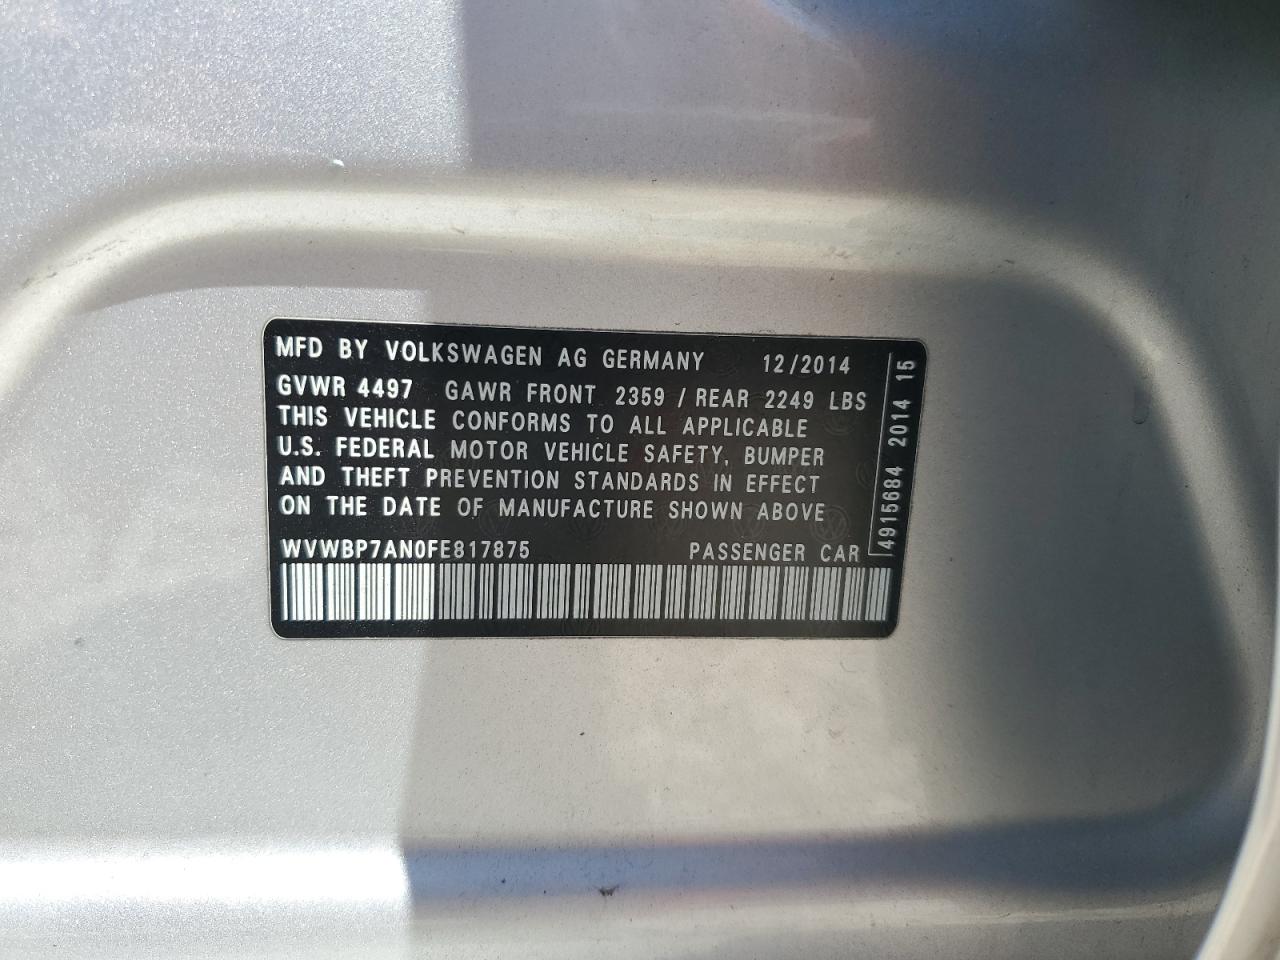 MFD BY VOLKSWAGEN AG GERMANY 12/2014
GVWR 4497 GAWR FRONT 2359 / REAR 2249 LBS
THIS VEHICLE CONFORMS TO ALL APPLICABLE
U.S. FEDERAL MOTOR VEHICLE SAFETY, BUMPER
AND THEFT PREVENTION STANDARDS IN EFFECT
ON THE DATE OF MANUFACTURE SHOWN ABOVE
WVWBP7AN0FE817875 PASSENGER CAR
4915684 2014 15